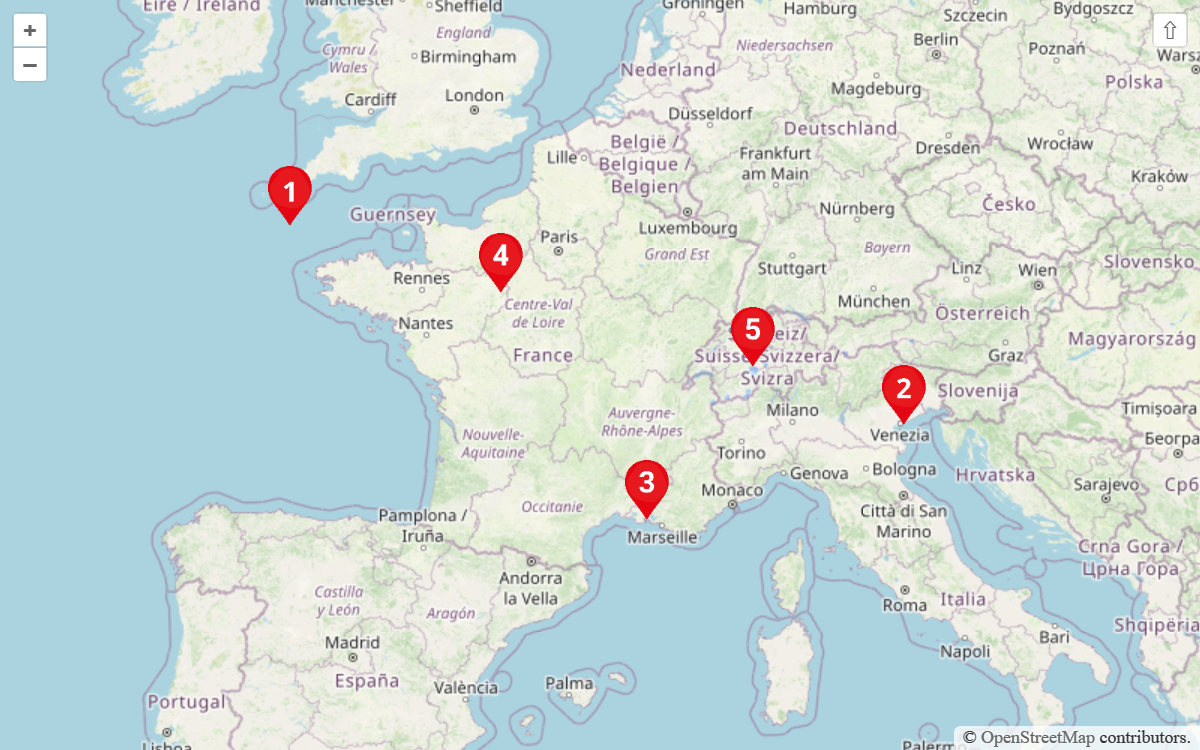 Éire / Ireland
Manchester
Sheffield
Groningen
Hamburg
Szczecin
Bydgoszcz
+
−
⇧
England
Cymru /
Wales
Birmingham
Niedersachsen
Berlin
Poznań
Nederland
Magdeburg
Polska
Cardiff
London
Düsseldorf
België /
Belgique /
Belgien
Deutschland
Dresden
Wrocław
Lille
Frankfurt
am Main
Kraków
1
Guernsey
Luxembourg
Nürnberg
Česko
4
Paris
Grand Est
Bayern
Rennes
Stuttgart
Linz
Wien
Slovensko
Centre-Val
de Loire
München
Österreich
Nantes
5
Suisse/Svizzera/
Svizra
Magyarország
France
Graz
2
Slovenija
Milano
Timișoara
Auvergne-
Rhône-Alpes
Venezia
Београд
Nouvelle-
Aquitaine
Torino
Genova
Bologna
Hrvatska
Sarajevo
3
Monaco
Occitanie
Marseille
Città di San
Marino
Pamplona /
Iruña
Crna Gora /
Црна Гора
Andorra
la Vella
Castilla
y León
Aragón
Roma
Italia
Shqipëria
Madrid
Bari
Napoli
España
València
Palma
Portugal
Lisboa
Palermo
© OpenStreetMap contributors.